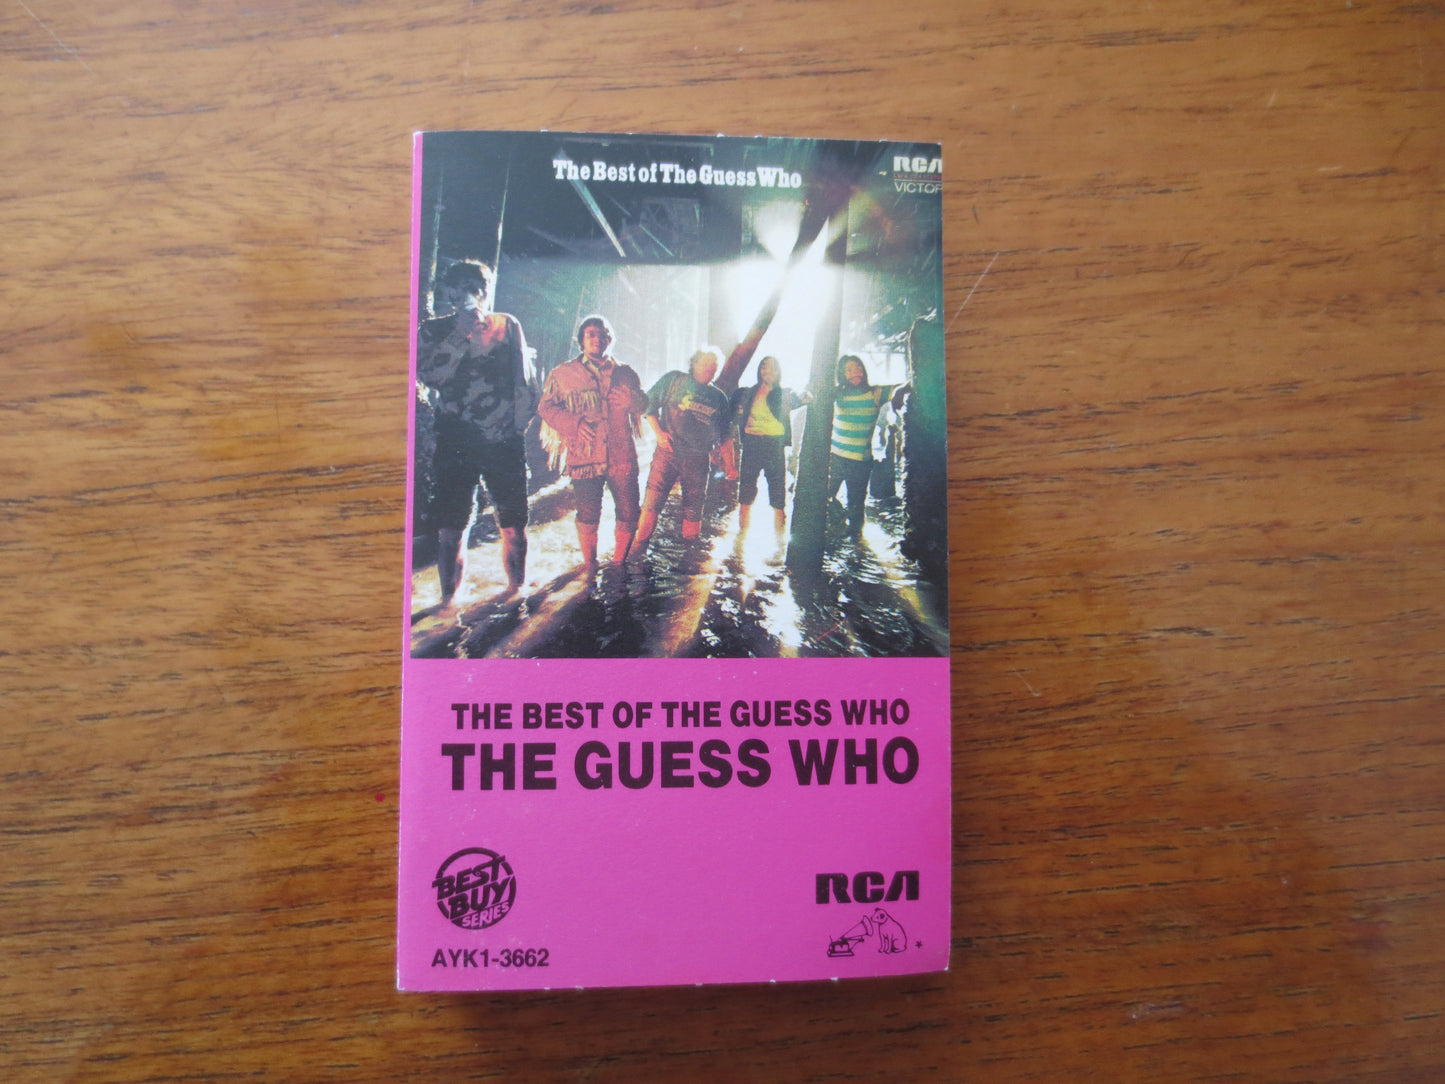 The Best of The Guess Who
RCA
VICTOR
THE BEST OF THE GUESS WHO
THE GUESS WHO
BEST
BUY
SERIES
RCA
AYK1-3662
*